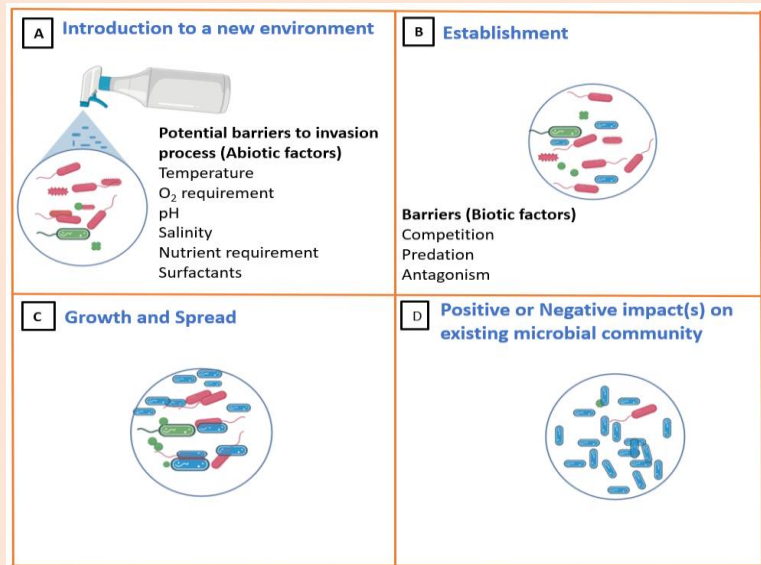 A
Introduction to a new environment
Potential barriers to invasion
process (Abiotic factors)
Temperature
O₂ requirement
pH
Salinity
Nutrient requirement
Surfactants
B
Establishment
Barriers (Biotic factors)
Competition
Predation
Antagonism
C
Growth and Spread
D
Positive or Negative impact(s) on
existing microbial community